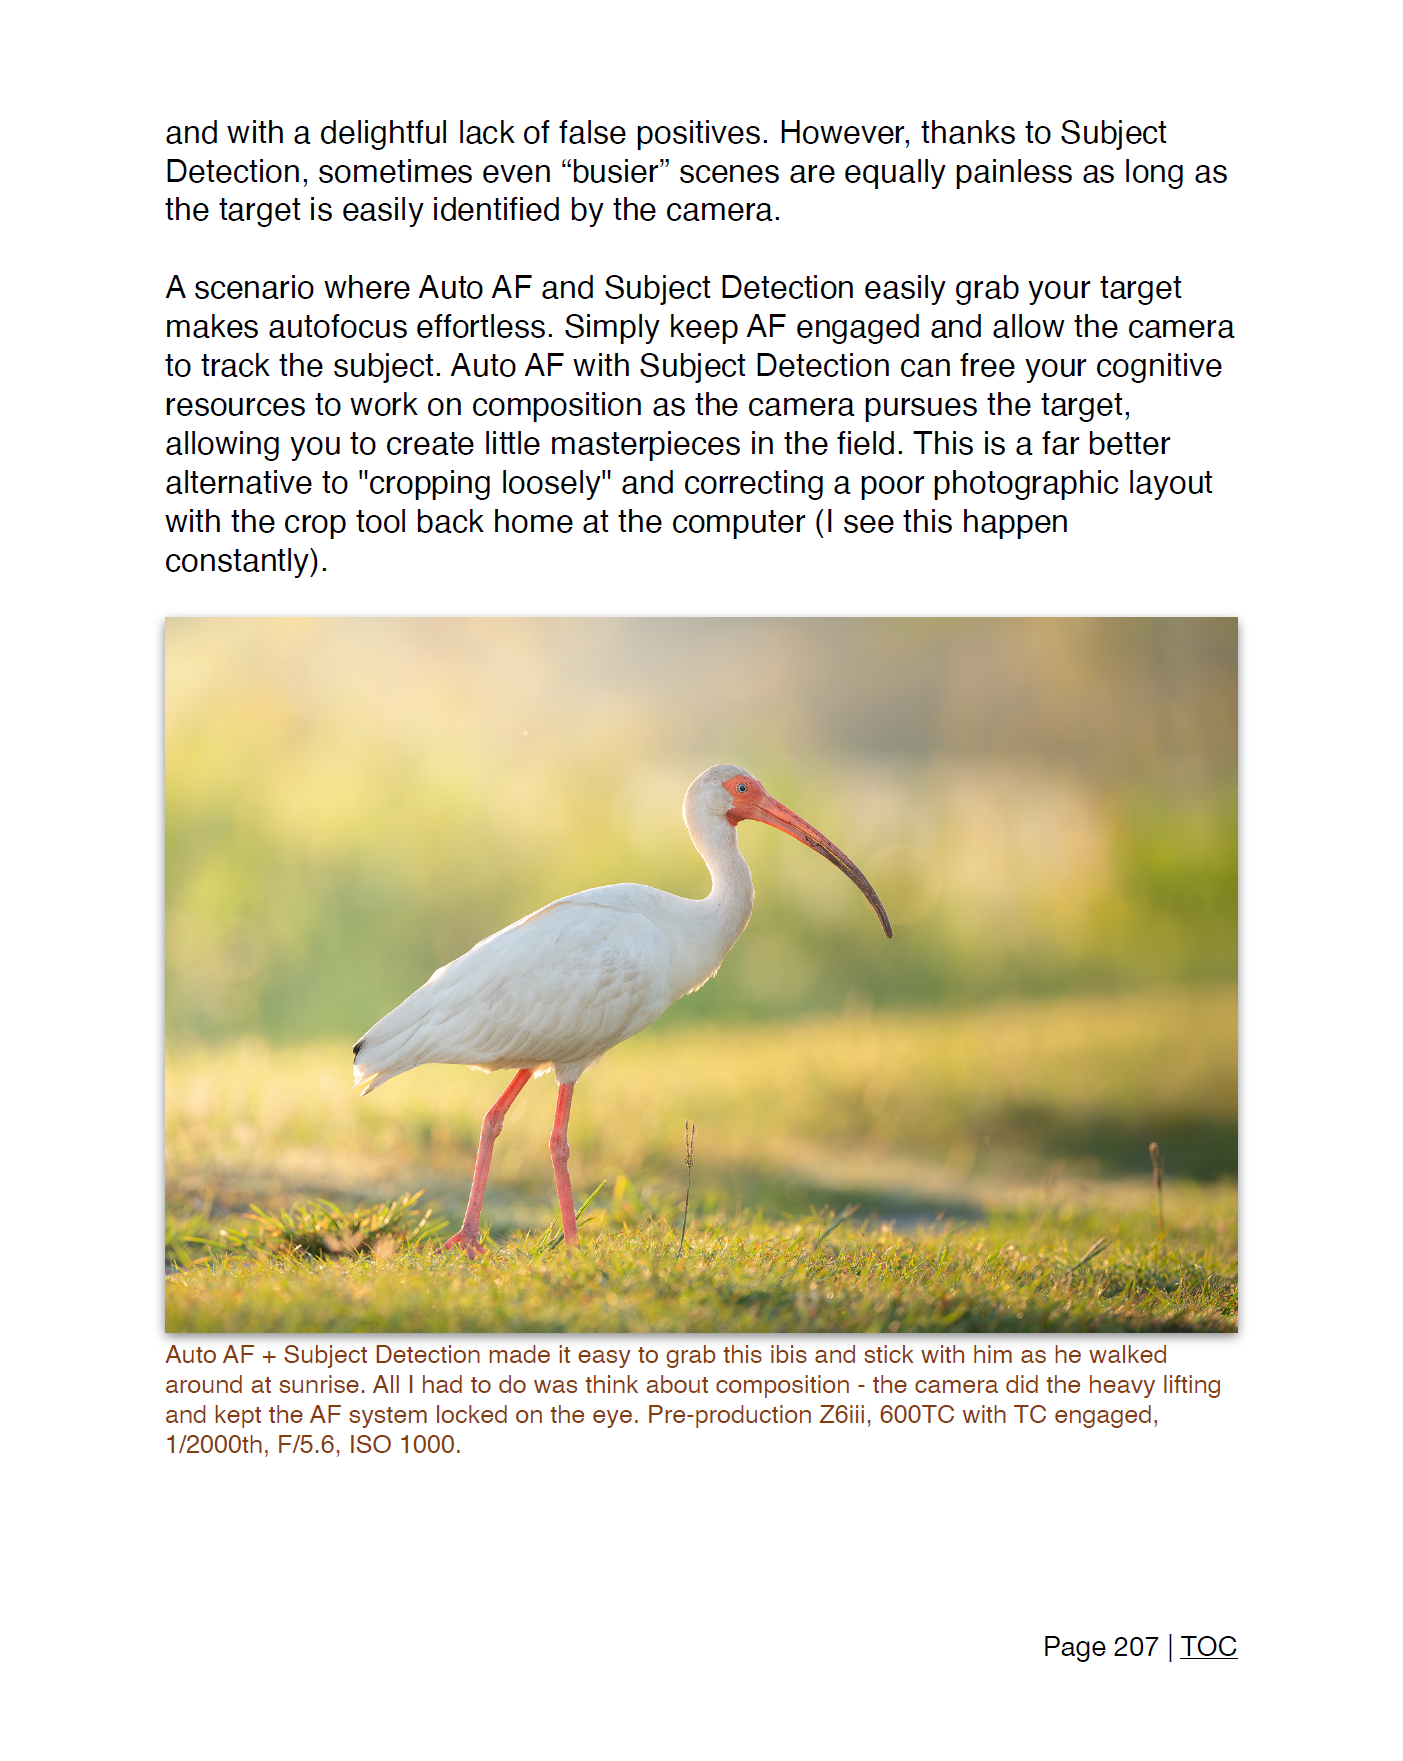 and with a delightful lack of false positives. However, thanks to Subject
Detection, sometimes even “busier” scenes are equally painless as long as
the target is easily identified by the camera.
A scenario where Auto AF and Subject Detection easily grab your target
makes autofocus effortless. Simply keep AF engaged and allow the camera
to track the subject. Auto AF with Subject Detection can free your cognitive
resources to work on composition as the camera pursues the target,
allowing you to create little masterpieces in the field. This is a far better
alternative to "cropping loosely" and correcting a poor photographic layout
with the crop tool back home at the computer (I see this happen
constantly).
Auto AF + Subject Detection made it easy to grab this ibis and stick with him as he walked
around at sunrise. All I had to do was think about composition - the camera did the heavy lifting
and kept the AF system locked on the eye. Pre-production Z6iii, 600TC with TC engaged,
1/2000th, F/5.6, ISO 1000.
Page 207 | TOC